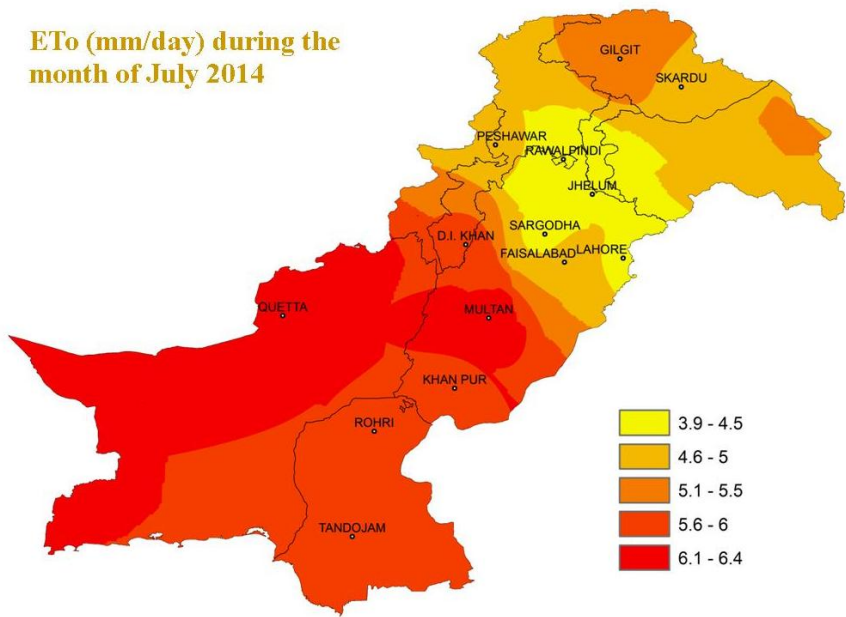 ETo (mm/day) during the
month of July 2014
GILGIT
SKARDU
PESHAWAR
RAWALPINDI
JHELUM
SARGODHA
D.I. KHAN
FAISALABAD
LAHORE
QUETTA
MULTAN
KHAN PUR
ROHRI
TANDOJAM
3.9 - 4.5
4.6 - 5
5.1 - 5.5
5.6 - 6
6.1 - 6.4